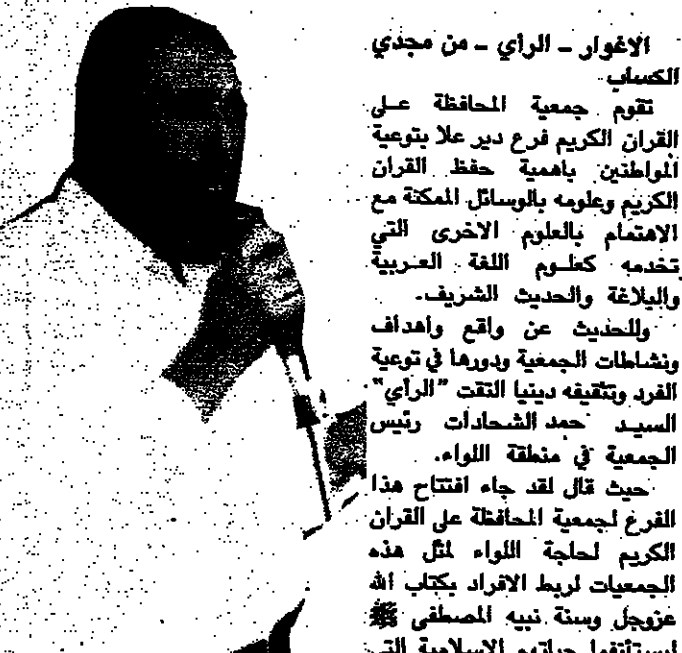 الاغوار - الرأي - من مجدي
الكساب
تقوم جمعية المحافظة على
القران الكريم فرع دير علا بتوعية
المواطنين باهمية حفظ القران
الكريم وعلومه بالوسائل الممكنة مع
الاهتمام بالعلوم الاخرى التي
تخدمه كعلوم اللغة العربية
والبلاغة والحديث الشريف.
وللحديث عن واقع واهداف
ونشاطات الجمعية ودورها في توعية
الفرد وتثقيفه دينيا التقت "الرأي"
السيد حمد الشحادات رئيس
الجمعية في منطقة اللواء.
حيث قال لقد جاء افتتاح هذا
الفرع لجمعية المحافظة على القران
الكريم لحاجة اللواء لمثل هذه
الجمعيات لربط الافراد بكتاب الله
عزوجل وسنة نبيه المصطفى ﷺ
ليستأنفوا حياتهم الاسلامية التي